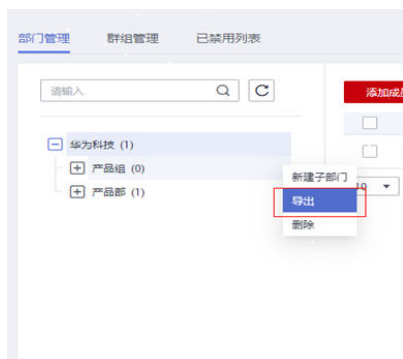 部门管理 群组管理 已禁用列表
请输入
添加成员
华为科技 (1)
产品组 (0)
产品部 (1)
新建子部门
导出
删除
10